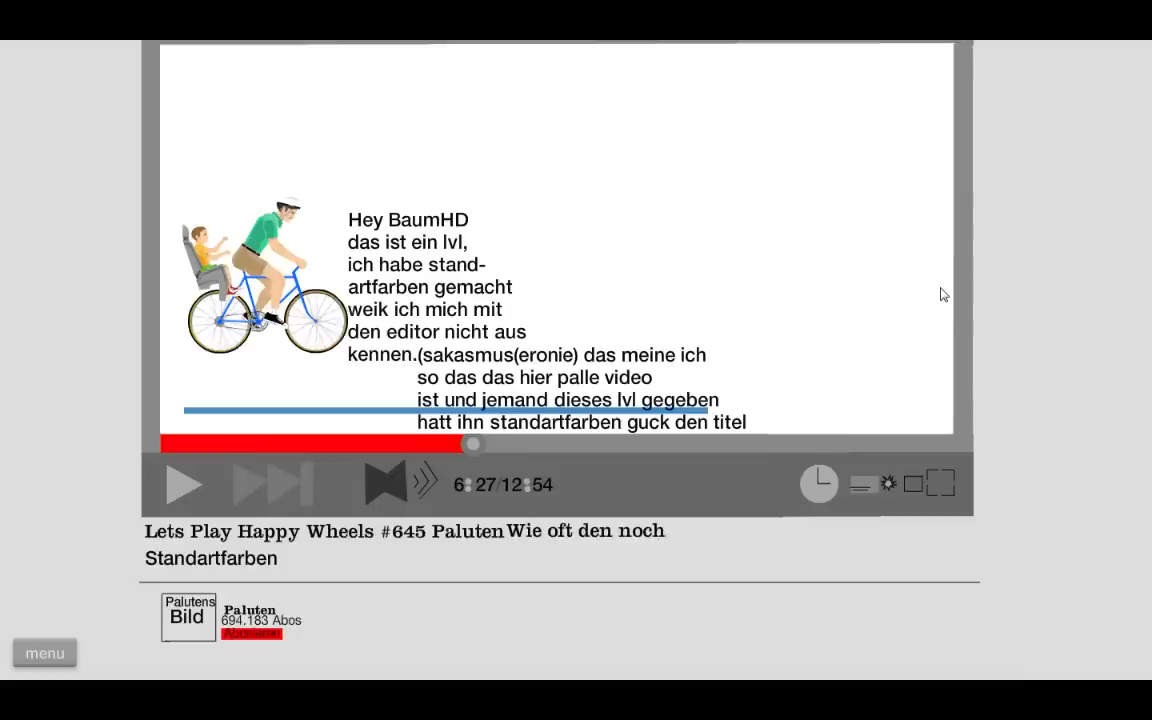 Hey BaumHD
das ist ein lvl,
ich habe stand-
artfarben gemacht
weik ich mich mit
den editor nicht aus
kennen.(sakasmus(eronie) das meine ich
so das das hier palle video
ist und jemand dieses lvl gegeben
hatt ihn standartfarben guck den titel
6:27/12:54
Lets Play Happy Wheels #645 Paluten Wie oft den noch
Standartfarben
Palutens
Bild
Paluten
694.183 Abos
Abonnieren
menu